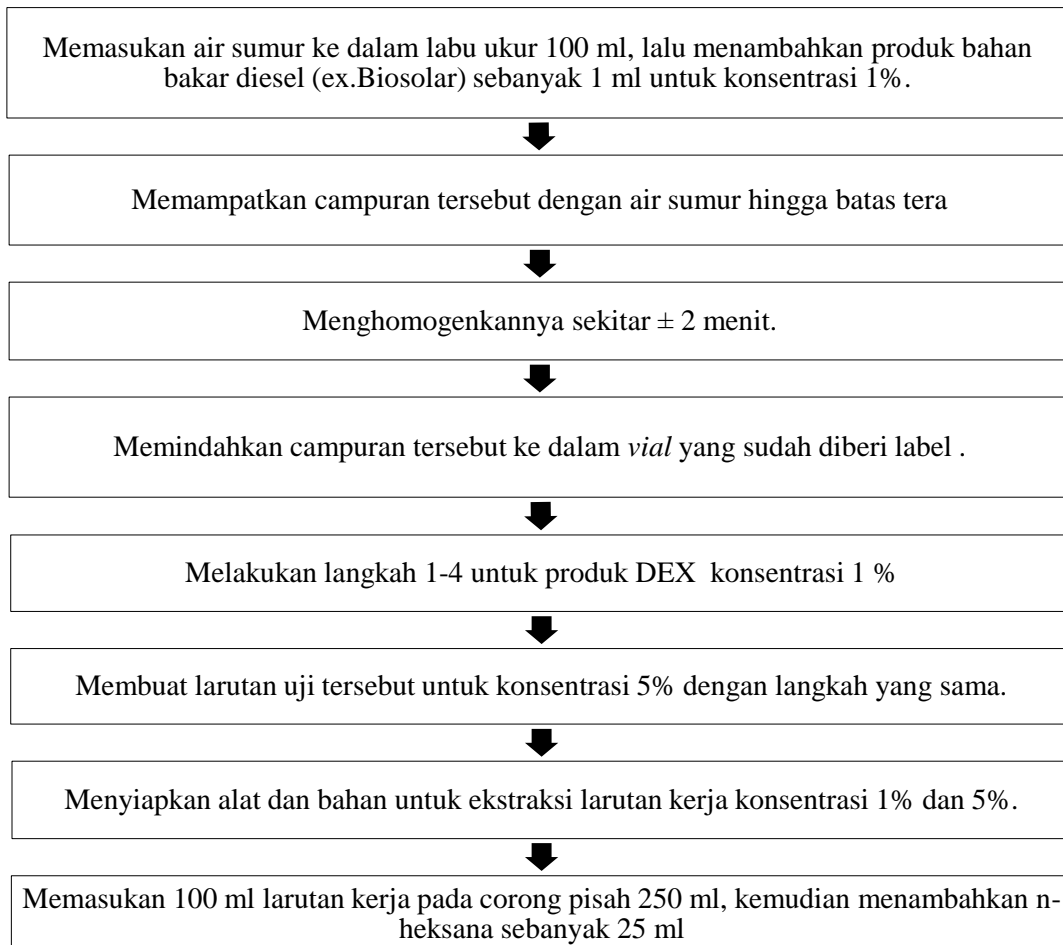 Memasukan air sumur ke dalam labu ukur 100 ml, lalu menambahkan produk bahan
bakar diesel (ex.Biosolar) sebanyak 1 ml untuk konsentrasi 1%.
Memampatkan campuran tersebut dengan air sumur hingga batas tera
Menghomogenkannya sekitar ± 2 menit.
Memindahkan campuran tersebut ke dalam vial yang sudah diberi label .
Melakukan langkah 1-4 untuk produk DEX konsentrasi 1 %
Membuat larutan uji tersebut untuk konsentrasi 5% dengan langkah yang sama.
Menyiapkan alat dan bahan untuk ekstraksi larutan kerja konsentrasi 1% dan 5%.
Memasukan 100 ml larutan kerja pada corong pisah 250 ml, kemudian menambahkan n-
heksana sebanyak 25 ml